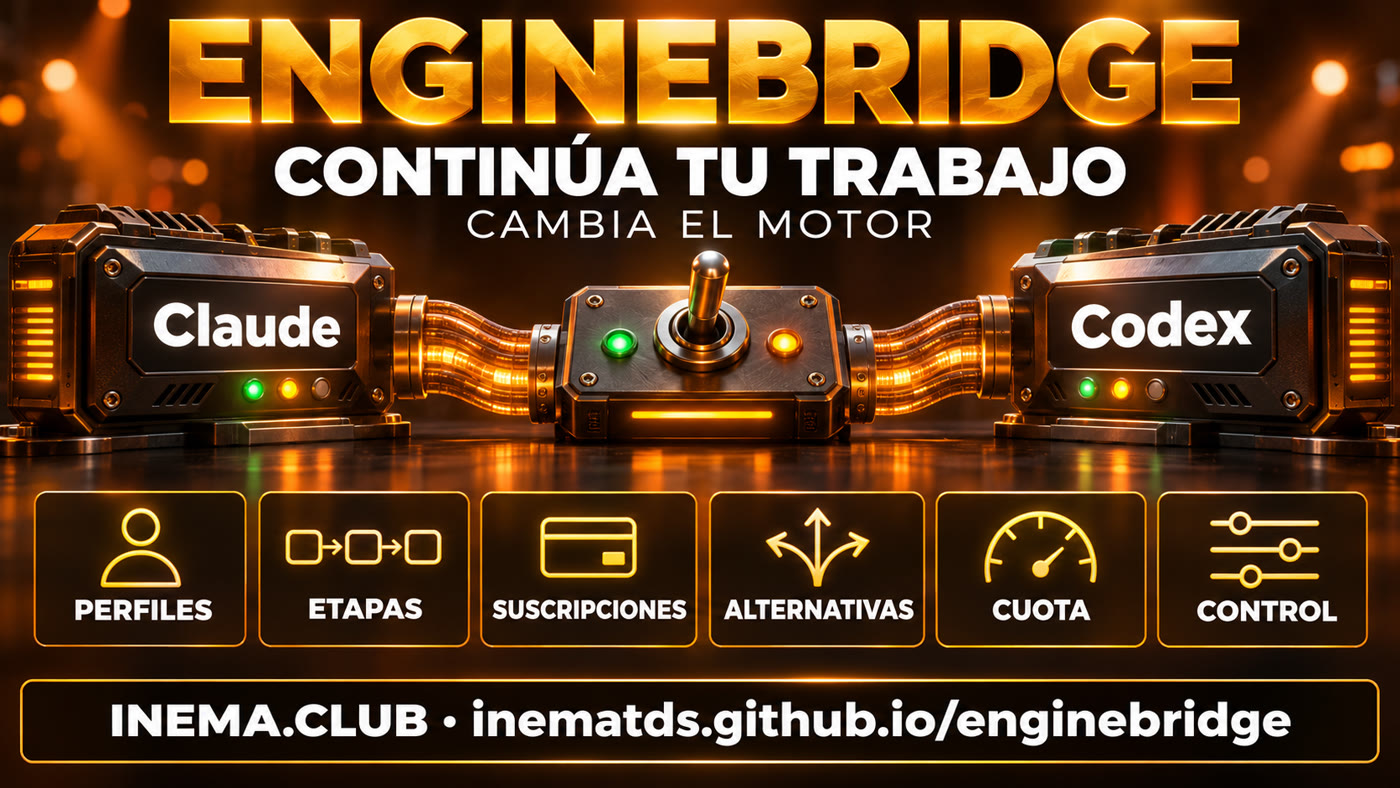 ENGINEBRIDGE
CONTINÚA TU TRABAJO
CAMBIA EL MOTOR
Claude
Codex
PERFILES
ETAPAS
SUSCRIPCIONES
ALTERNATIVAS
CUOTA
CONTROL
INEMA.CLUB • inematds.github.io/enginebridge